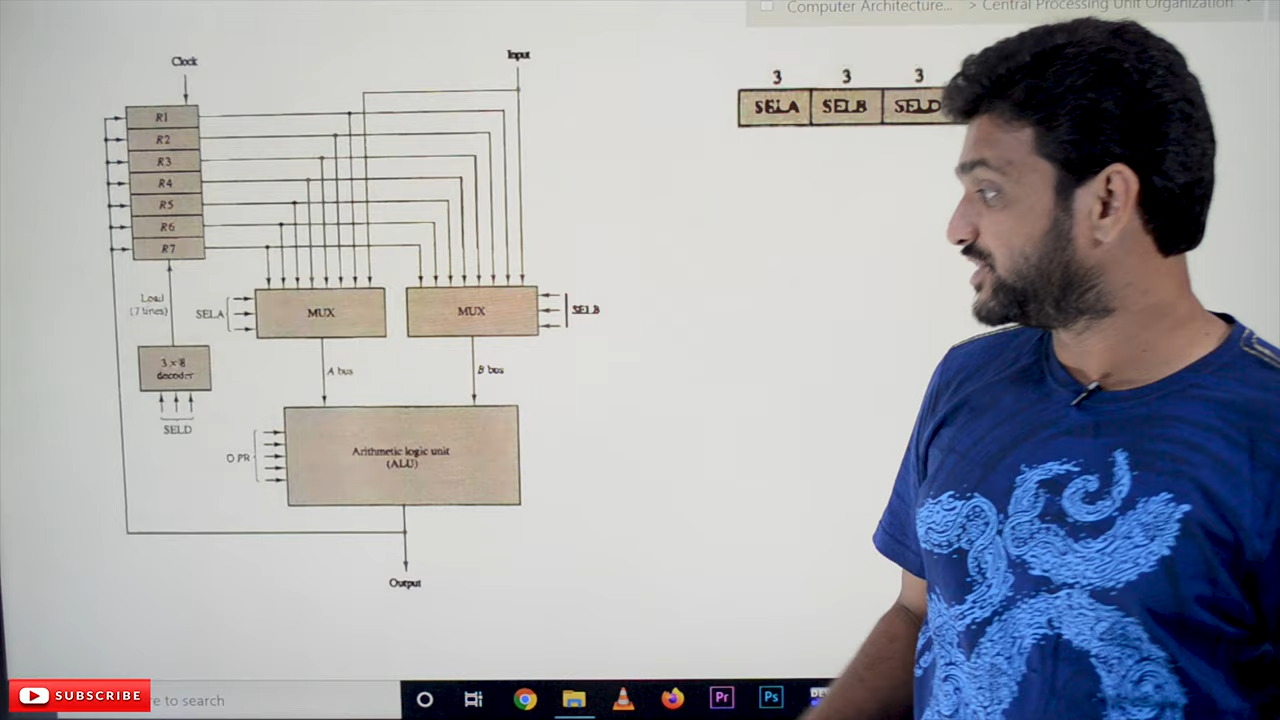 Computer Architecture... > Central Processing Unit Organization
Clock
Input
3 3 3
SELA SELB SELD
R1
R2
R3
R4
R5
R6
R7
Load
(7 lines)
SELA
MUX
MUX
SELB
3 × 8
decoder
A bus
B bus
SELD
OPR
Arithmetic logic unit
(ALU)
Output
SUBSCRIBE
e to search
Pr
Ps